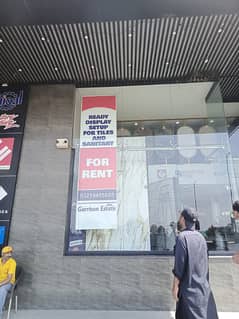 READY
DISPLAY
SETUP
FOR TILES
AND
SANITARY
FOR
RENT
Garrison Estate